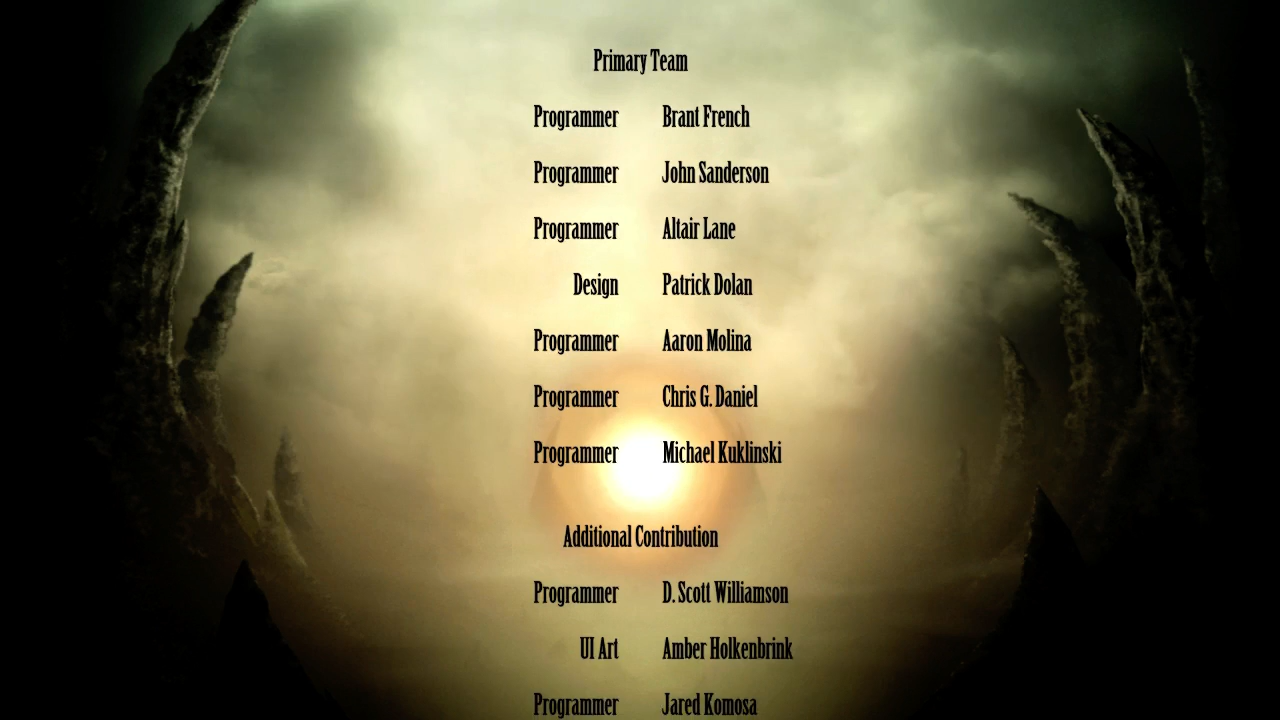 Primary Team
Programmer Brant French
Programmer John Sanderson
Programmer Altair Lane
Design Patrick Dolan
Programmer Aaron Molina
Programmer Chris G. Daniel
Programmer Michael Kuklinski
Additional Contribution
Programmer D. Scott Williamson
UI Art Amber Holkenbrink
Programmer Jared Komosa